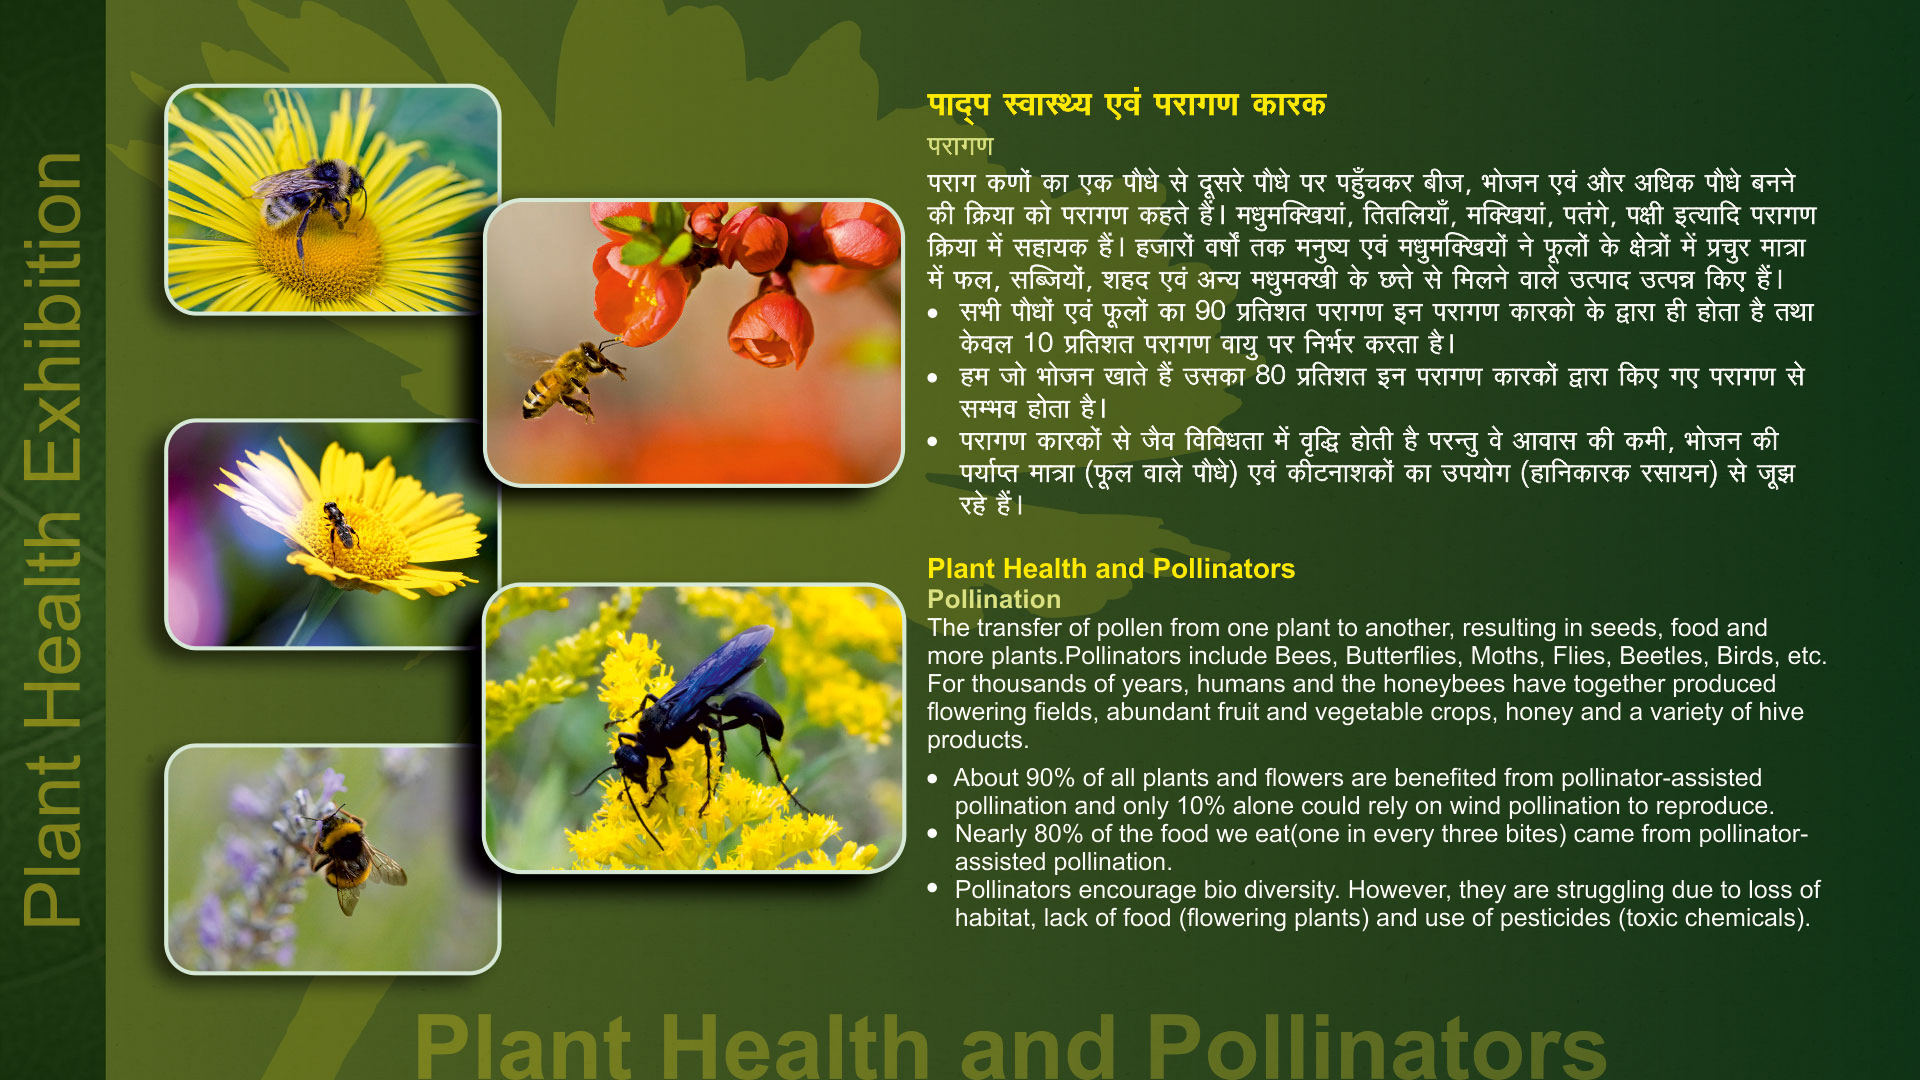 Plant Health Exhibition
पाद्प स्वास्थ्य एवं परागण कारक
परागण
पराग कणों का एक पौधे से दूसरे पौधे पर पहुँचकर बीज, भोजन एवं और अधिक पौधे बनने
की क्रिया को परागण कहते हैं। मधुमक्खियां, तितलियाँ, मक्खियां, पतंगे, पक्षी इत्यादि परागण
क्रिया में सहायक हैं। हजारों वर्षों तक मनुष्य एवं मधुमक्खियों ने फूलों के क्षेत्रों में प्रचुर मात्रा
में फल, सब्जियों, शहद एवं अन्य मधुमक्खी के छत्ते से मिलने वाले उत्पाद उत्पन्न किए हैं।
• सभी पौधों एवं फूलों का 90 प्रतिशत परागण इन परागण कारको के द्वारा ही होता है तथा
केवल 10 प्रतिशत परागण वायु पर निर्भर करता है।
• हम जो भोजन खाते हैं उसका 80 प्रतिशत इन परागण कारकों द्वारा किए गए परागण से
सम्भव होता है।
• परागण कारकों से जैव विविधता में वृद्धि होती है परन्तु वे आवास की कमी, भोजन की
पर्याप्त मात्रा (फूल वाले पौधे) एवं कीटनाशकों का उपयोग (हानिकारक रसायन) से जूझ
रहे हैं।
Plant Health and Pollinators
Pollination
The transfer of pollen from one plant to another, resulting in seeds, food and
more plants.Pollinators include Bees, Butterflies, Moths, Flies, Beetles, Birds, etc.
For thousands of years, humans and the honeybees have together produced
flowering fields, abundant fruit and vegetable crops, honey and a variety of hive
products.
• About 90% of all plants and flowers are benefited from pollinator-assisted
pollination and only 10% alone could rely on wind pollination to reproduce.
• Nearly 80% of the food we eat(one in every three bites) came from pollinator-
assisted pollination.
• Pollinators encourage bio diversity. However, they are struggling due to loss of
habitat, lack of food (flowering plants) and use of pesticides (toxic chemicals).
Plant Health and Pollinators